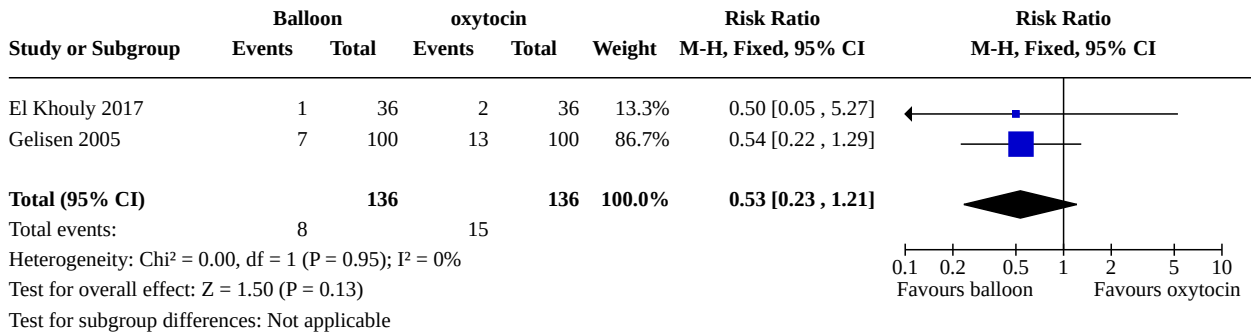 Balloon oxytocin Risk Ratio Risk Ratio
Study or Subgroup Events Total Events Total Weight M-H, Fixed, 95% CI M-H, Fixed, 95% CI
El Khouly 2017 1 36 2 36 13.3% 0.50 [0.05 , 5.27]
Gelisen 2005 7 100 13 100 86.7% 0.54 [0.22 , 1.29]
Total (95% CI) 136 136 100.0% 0.53 [0.23 , 1.21]
Total events: 8 15
Heterogeneity: Chi² = 0.00, df = 1 (P = 0.95); I² = 0%
0.1 0.2 0.5 1 2 5 10
Test for overall effect: Z = 1.50 (P = 0.13) Favours balloon Favours oxytocin
Test for subgroup differences: Not applicable